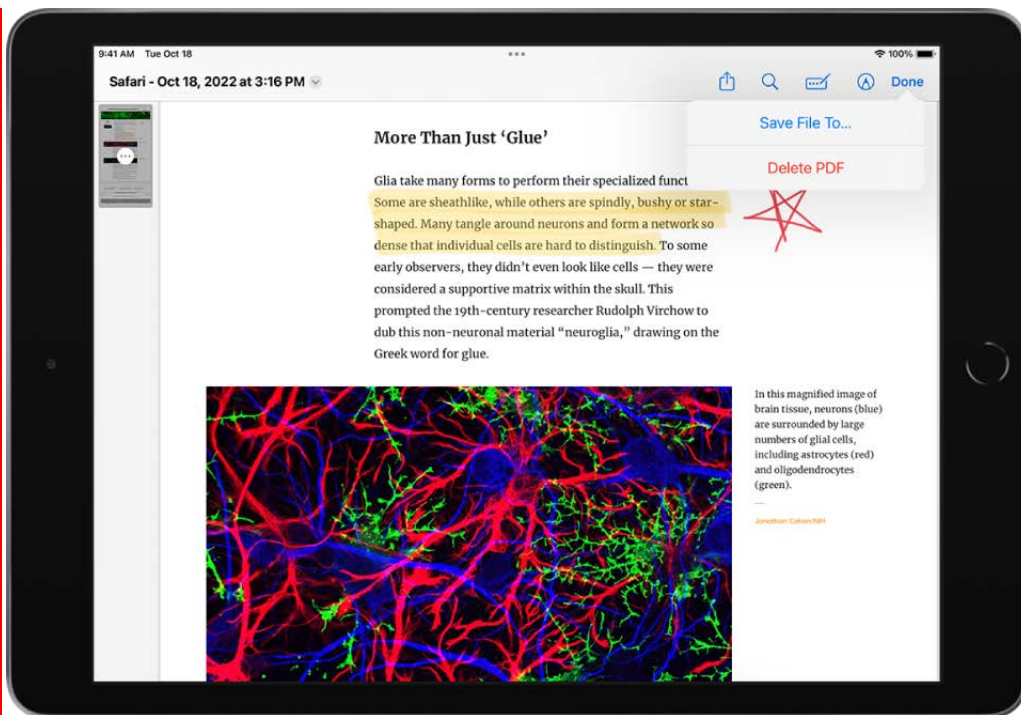 9:41 AM Tue Oct 18
100%
Safari - Oct 18, 2022 at 3:16 PM
Done
Save File To...
Delete PDF
More Than Just ‘Glue’
Glia take many forms to perform their specialized
Some are sheathlike, while others are spindly, bushy or star-
shaped. Many tangle around neurons and form a network so
dense that individual cells are hard to distinguish. To some
early observers, they didn’t even look like cells — they were
considered a supportive matrix within the skull. This
prompted the 19th-century researcher Rudolph Virchow to
dub this non-neuronal material “neuroglia,” drawing on the
Greek word for glue.
In this magnified image of
brain tissue, neurons (blue)
are surrounded by large
numbers of glial cells,
including astrocytes (red)
and oligodendrocytes
(green).
Jonathan Cohen/NIH